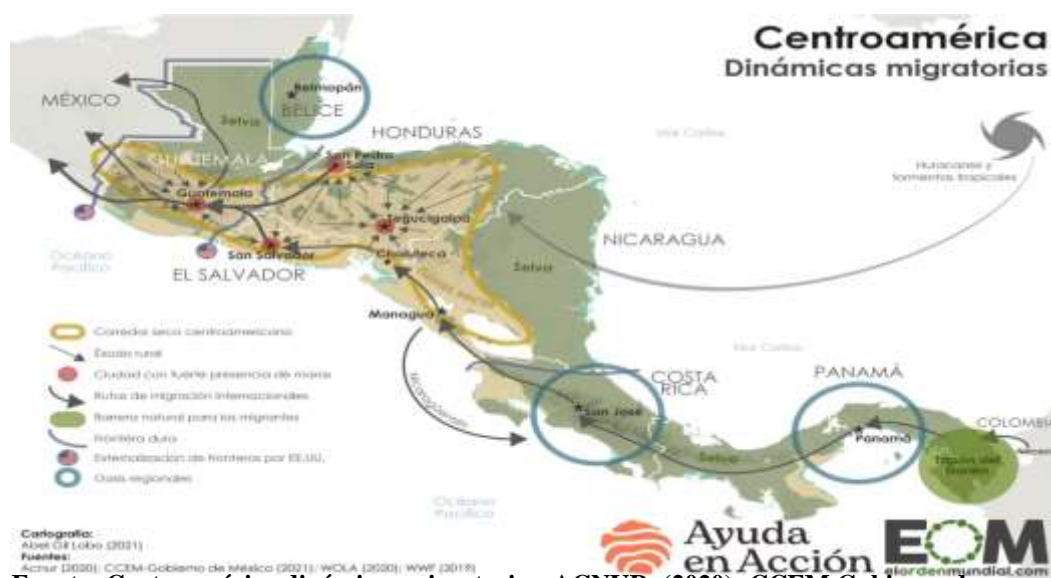 Centroamérica
Dinámicas migratorias
MÉXICO
Belmopán
BELICE
Selva
HONDURAS
Mar Caribe
Huracanes y
tormentas tropicales
GUATEMALA
San Pedro
Sula
Guatemala
Tegucigalpa
NICARAGUA
Océano
Pacífico
San Salvador
Choluteca
EL SALVADOR
Selva
Managua
Corredor seco centroamericano
Éxodo rural
Ciudad con fuerte presencia de maras
Rutas de migración internacionales
Barrera natural para los migrantes
Frontera dura
Externalización de fronteras por EE.UU.
Oasis regionales
Mar Caribe
COSTA
RICA
PANAMÁ
San José
COLOMBIA
Panamá
Selva
Tapón del
Darién
Océano
Pacífico
Cartografía:
Abel Gil Lobo (2021)
Fuentes:
Acnur (2020); CCEM-Gobierno de México (2021); WOLA (2020); WWF (2019)
Ayuda
en Acción
EOM
elordenmundial.com